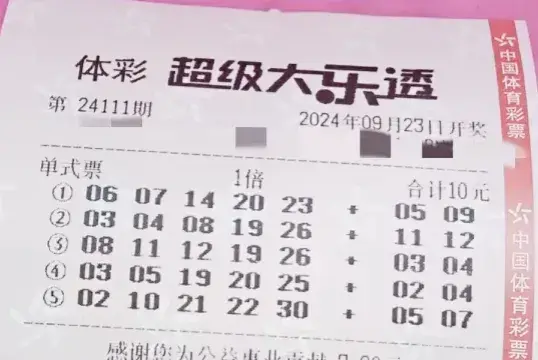 体彩 超级大乐透
第 24111期 2024年09月23日开奖
单式票 1倍 合计10元
① 06 07 14 20 23 + 05 09
② 03 04 08 19 26 + 11 12
③ 08 11 12 19 26 + 03 04
④ 03 05 19 20 25 + 02 04
⑤ 02 10 21 22 30 + 05 07
感谢您为公益事业贡献
中国体育彩票
中国体育彩票